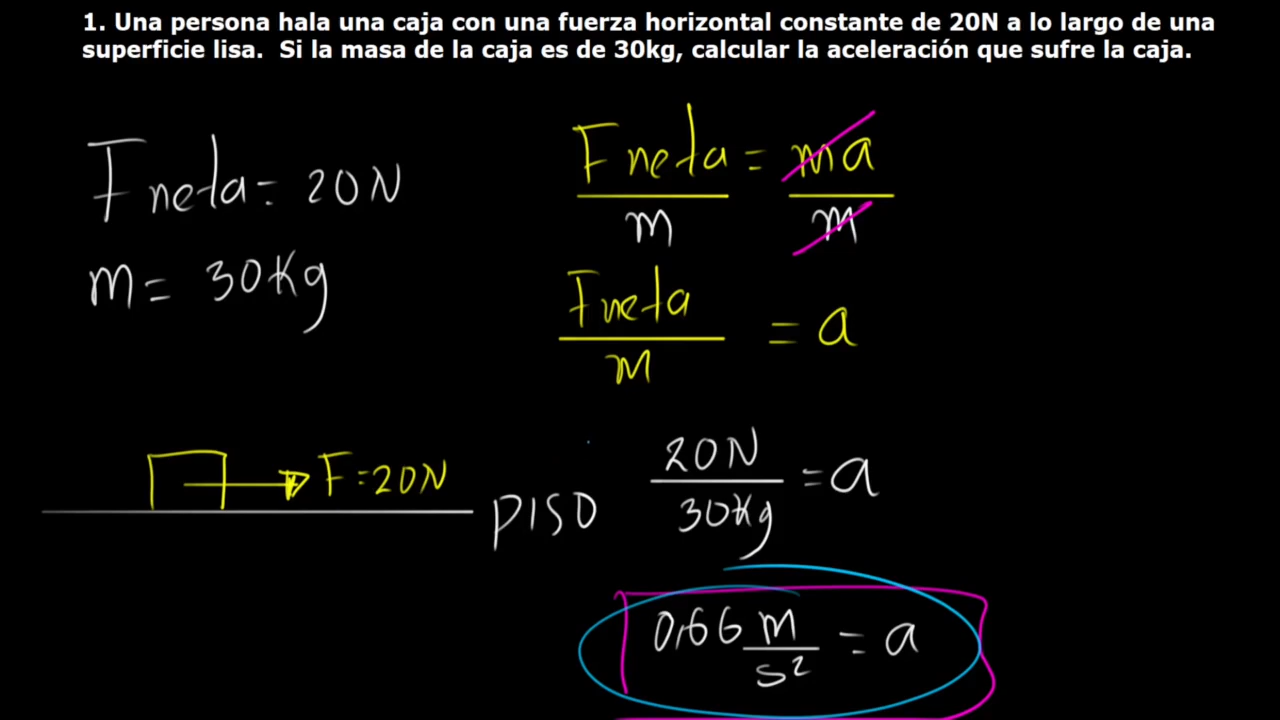 1. Una persona hala una caja con una fuerza horizontal constante de 20N a lo largo de una
superficie lisa. Si la masa de la caja es de 30kg, calcular la aceleración que sufre la caja.
Fneta = 20N
m = 30Kg
F = 20N
PISO
Fneta = ma
m m
Fneta = a
m
20N = a
30Kg
0,66 m = a
s²